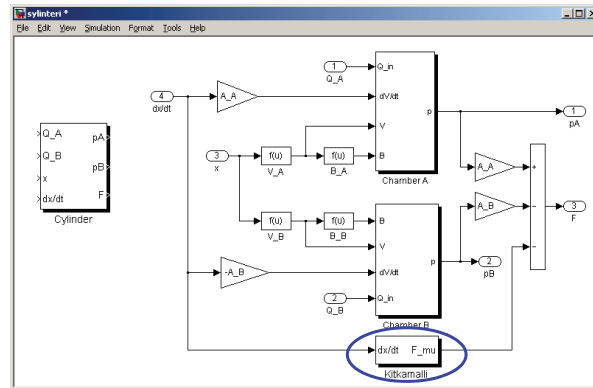 sylinteri *
File Edit View Simulation Format Tools Help
Q_A
Q_B
x
dx/dt
pA
pB
F
Cylinder
4
dx/dt
A_A
1
Q_A
Q_in
dV/dt
V
B
p
Chamber A
1
pA
3
x
f(u)
V_A
f(u)
B_A
f(u)
V_B
f(u)
B_B
A_A
A_B
+
−
−
3
F
B
V
dV/dt
Q_in
p
Chamber B
2
pB
-A_B
2
Q_B
dx/dt F_mu
Kitkamalli